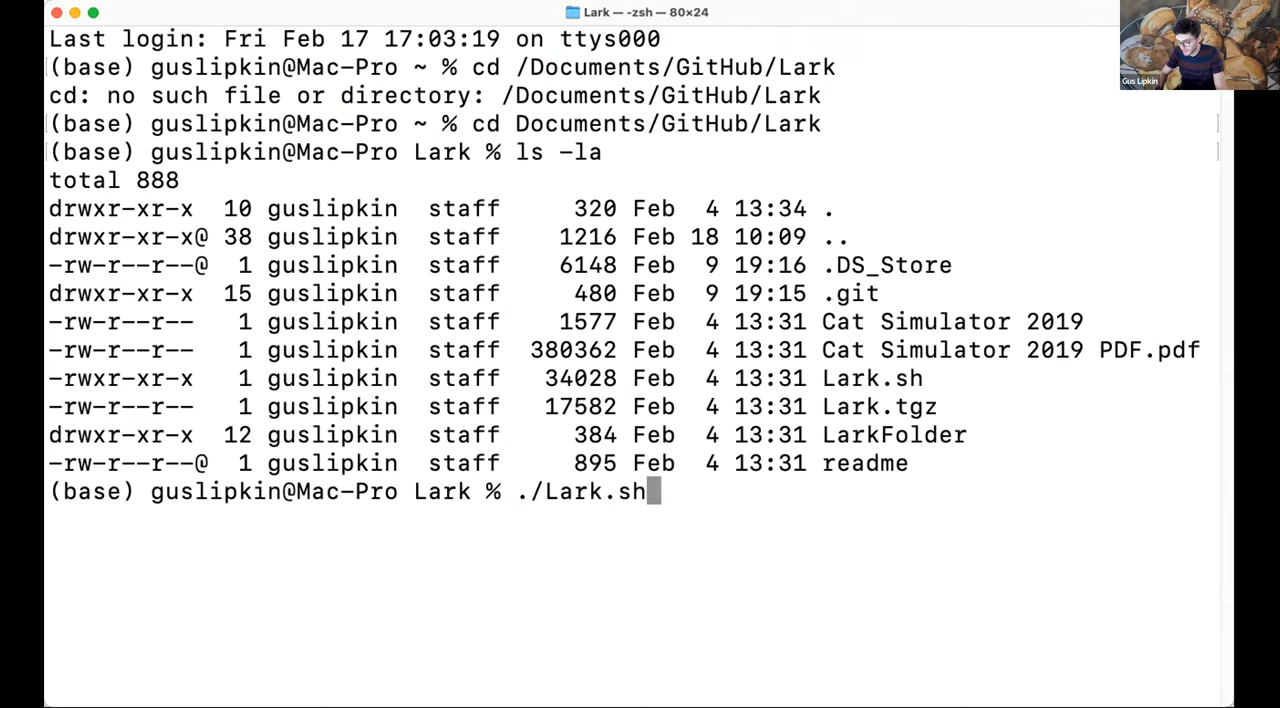 Lark — -zsh — 80×24
Last login: Fri Feb 17 17:03:19 on ttys000
(base) guslipkin@Mac-Pro ~ % cd /Documents/GitHub/Lark
cd: no such file or directory: /Documents/GitHub/Lark
(base) guslipkin@Mac-Pro ~ % cd Documents/GitHub/Lark
(base) guslipkin@Mac-Pro Lark % ls -la
total 888
drwxr-xr-x  10 guslipkin  staff     320 Feb  4 13:34 .
drwxr-xr-x@ 38 guslipkin  staff    1216 Feb 18 10:09 ..
-rw-r--r--@  1 guslipkin  staff    6148 Feb  9 19:16 .DS_Store
drwxr-xr-x  15 guslipkin  staff     480 Feb  9 19:15 .git
-rw-r--r--   1 guslipkin  staff    1577 Feb  4 13:31 Cat Simulator 2019
-rw-r--r--   1 guslipkin  staff  380362 Feb  4 13:31 Cat Simulator 2019 PDF.pdf
-rwxr-xr-x   1 guslipkin  staff   34028 Feb  4 13:31 Lark.sh
-rw-r--r--   1 guslipkin  staff   17582 Feb  4 13:31 Lark.tgz
drwxr-xr-x  12 guslipkin  staff     384 Feb  4 13:31 LarkFolder
-rw-r--r--@  1 guslipkin  staff     895 Feb  4 13:31 readme
(base) guslipkin@Mac-Pro Lark % ./Lark.sh
Gus Lipkin